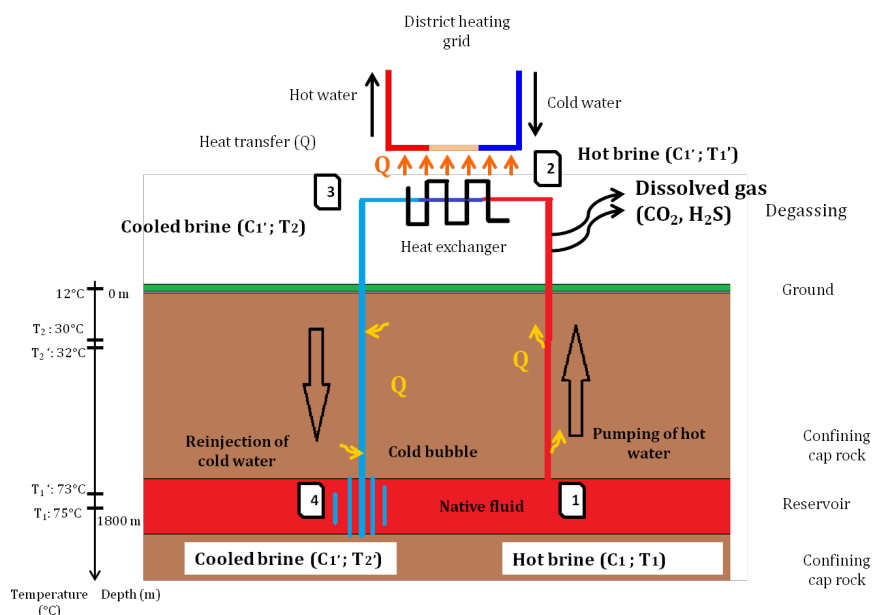 District heating
grid
Hot water
Cold water
Heat transfer (Q)
Q
2
Hot brine (C₁'; T₁')
3
Dissolved gas
(CO₂, H₂S)
Degassing
Cooled brine (C₁'; T₂)
Heat exchanger
12°C
0 m
Ground
T₂ : 30°C
T₂ ‘: 32°C
Q
Q
Reinjection of
cold water
Cold bubble
Pumping of hot
water
Confining
cap rock
T₁ ‘: 73°C
T₁: 75°C
1800 m
4
Native fluid
1
Reservoir
Cooled brine (C₁'; T₂')
Hot brine (C₁ ; T₁)
Confining
cap rock
Temperature
(°C)
Depth (m)